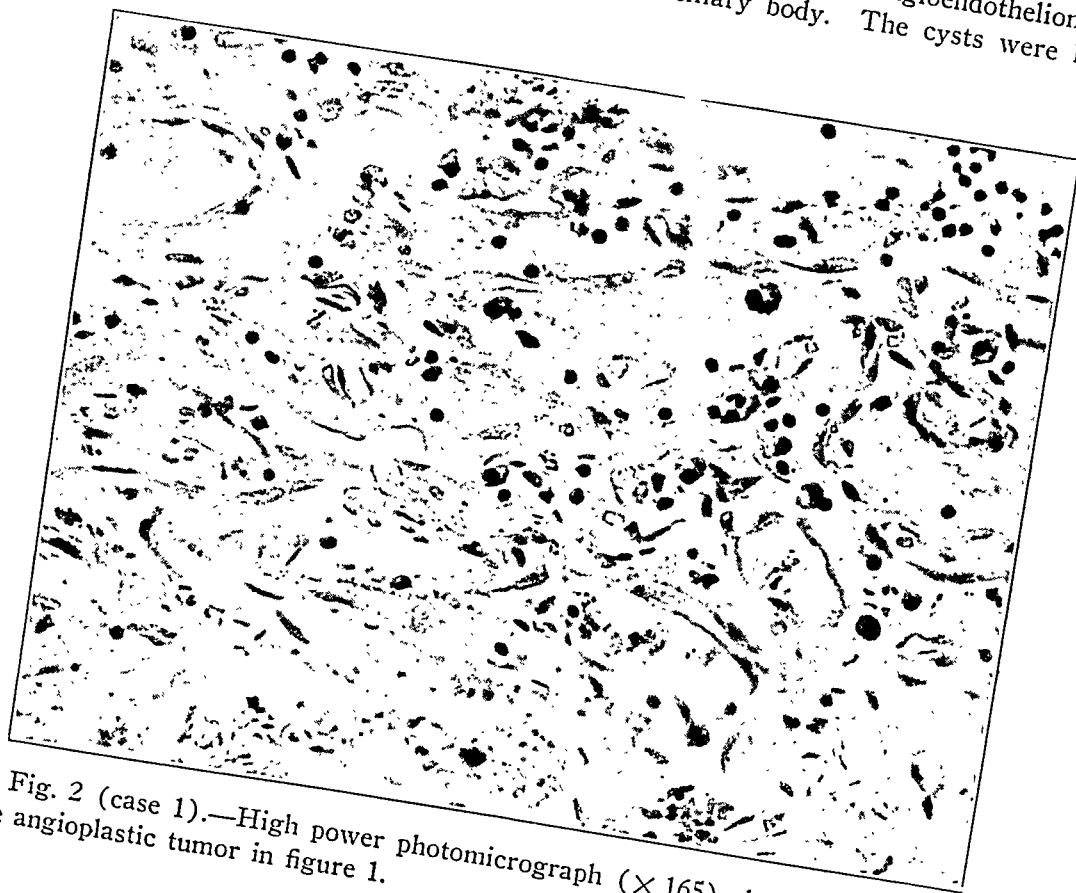 body. The cysts were
Fig. 2 (case 1).—High power photomicrograph (× 165)
angioplastic tumor in figure 1.